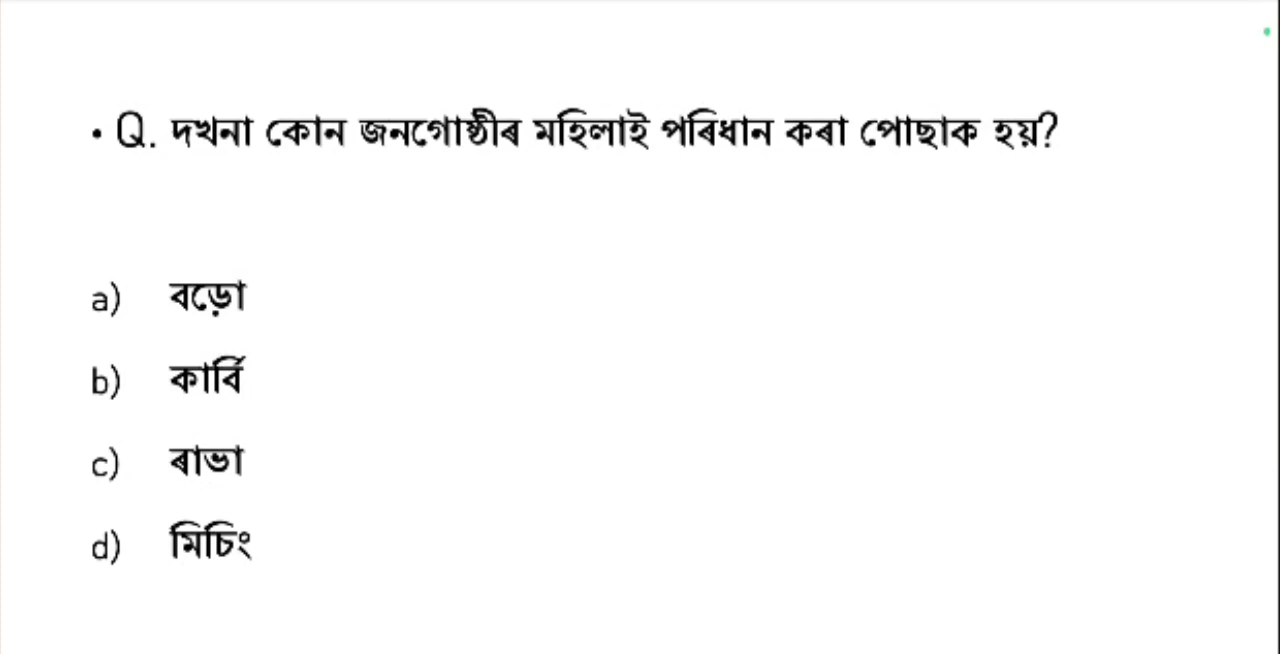 • Q. দখনা কোন জনগোষ্ঠীৰ মহিলাই পৰিধান কৰা পোছাক হয়?
a) বড়ো
b) কাৰ্বি
c) ৰাভা
d) মিচিং